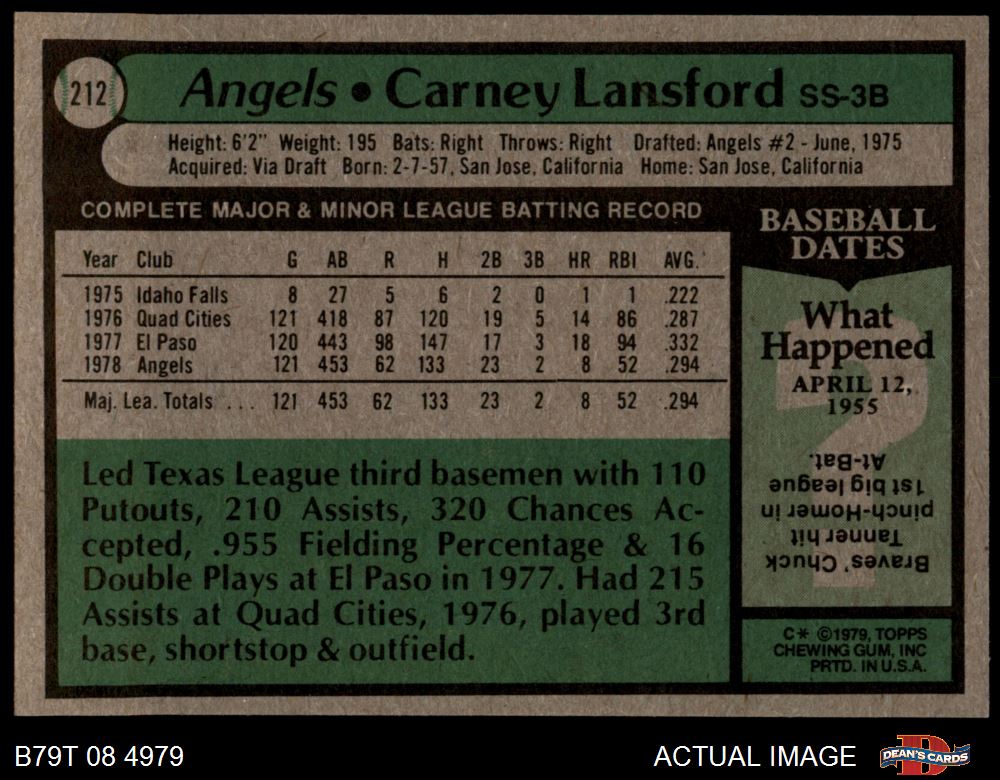 212
Angels • Carney Lansford SS-3B
Height: 6'2" Weight: 195 Bats: Right Throws: Right Drafted: Angels #2 - June, 1975
Acquired: Via Draft Born: 2-7-57, San Jose, California Home: San Jose, California
COMPLETE MAJOR & MINOR LEAGUE BATTING RECORD
Year Club G AB R H 2B 3B HR RBI AVG.
1975 Idaho Falls 8 27 5 6 2 0 1 1 .222
1976 Quad Cities 121 418 87 120 19 5 14 86 .287
1977 El Paso 120 443 98 147 17 3 18 94 .332
1978 Angels 121 453 62 133 23 2 8 52 .294
Maj. Lea. Totals ... 121 453 62 133 23 2 8 52 .294
Led Texas League third basemen with 110
Putouts, 210 Assists, 320 Chances Ac-
cepted, .955 Fielding Percentage & 16
Double Plays at El Paso in 1977. Had 215
Assists at Quad Cities, 1976, played 3rd
base, shortstop & outfield.
BASEBALL
DATES
What
Happened
APRIL 12,
1955
Braves' Chuck
Tanner hit
pinch-Homer in
1st big league
At-Bat.
C* ©1979, TOPPS
CHEWING GUM, INC
PRTD. IN U.S.A.
B79T 08 4979
ACTUAL IMAGE
DEAN'S CARDS